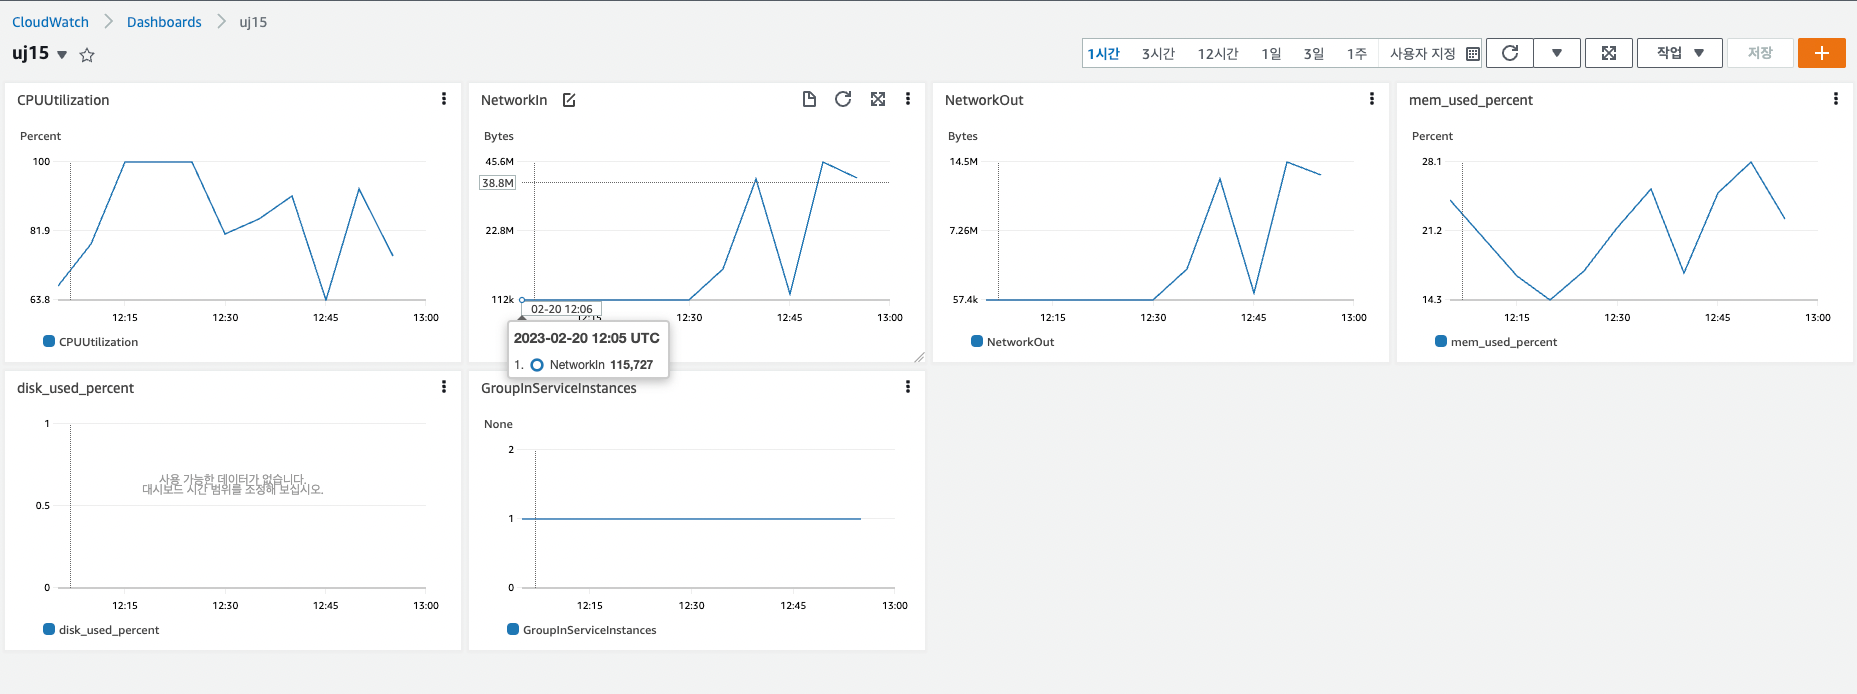 CloudWatch > Dashboards > uj15
uj15
1시간 3시간 12시간 1일 3일 1주 사용자 지정 작업 저장
CPUUtilization
Percent
100
81.9
63.8
12:15 12:30 12:45 13:00
CPUUtilization
NetworkIn
Bytes
45.6M
38.8M
22.8M
112k
02-20 12:06
12:15 12:30 12:45 13:00
2023-02-20 12:05 UTC
1. NetworkIn 115,727
NetworkOut
Bytes
14.5M
7.26M
57.4k
12:15 12:30 12:45 13:00
NetworkOut
mem_used_percent
Percent
28.1
21.2
14.3
12:15 12:30 12:45 13:00
mem_used_percent
disk_used_percent
1
0.5
0
사용 가능한 데이터가 없습니다.
대시보드 시간 범위를 조정해 보십시오.
12:15 12:30 12:45 13:00
disk_used_percent
GroupInServiceInstances
None
2
1
0
12:15 12:30 12:45 13:00
GroupInServiceInstances